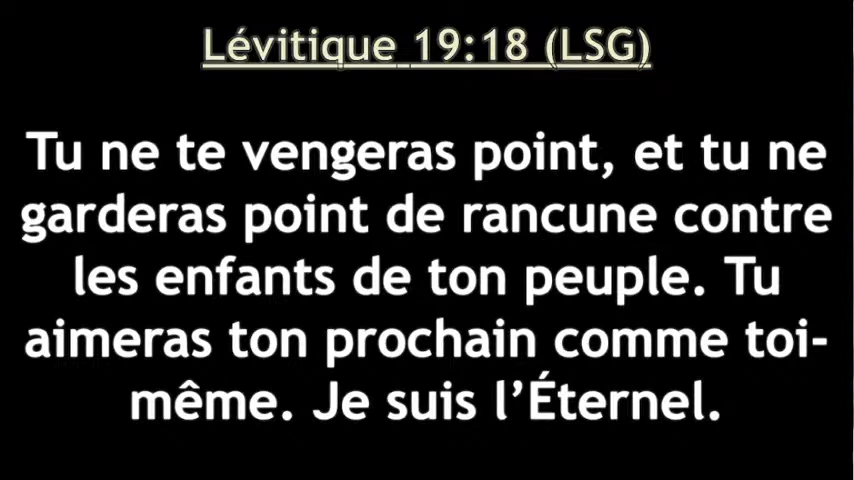 Lévitique 19:18 (LSG)
Tu ne te vengeras point, et tu ne
garderas point de rancune contre
les enfants de ton peuple. Tu
aimeras ton prochain comme toi-
même. Je suis l’Éternel.